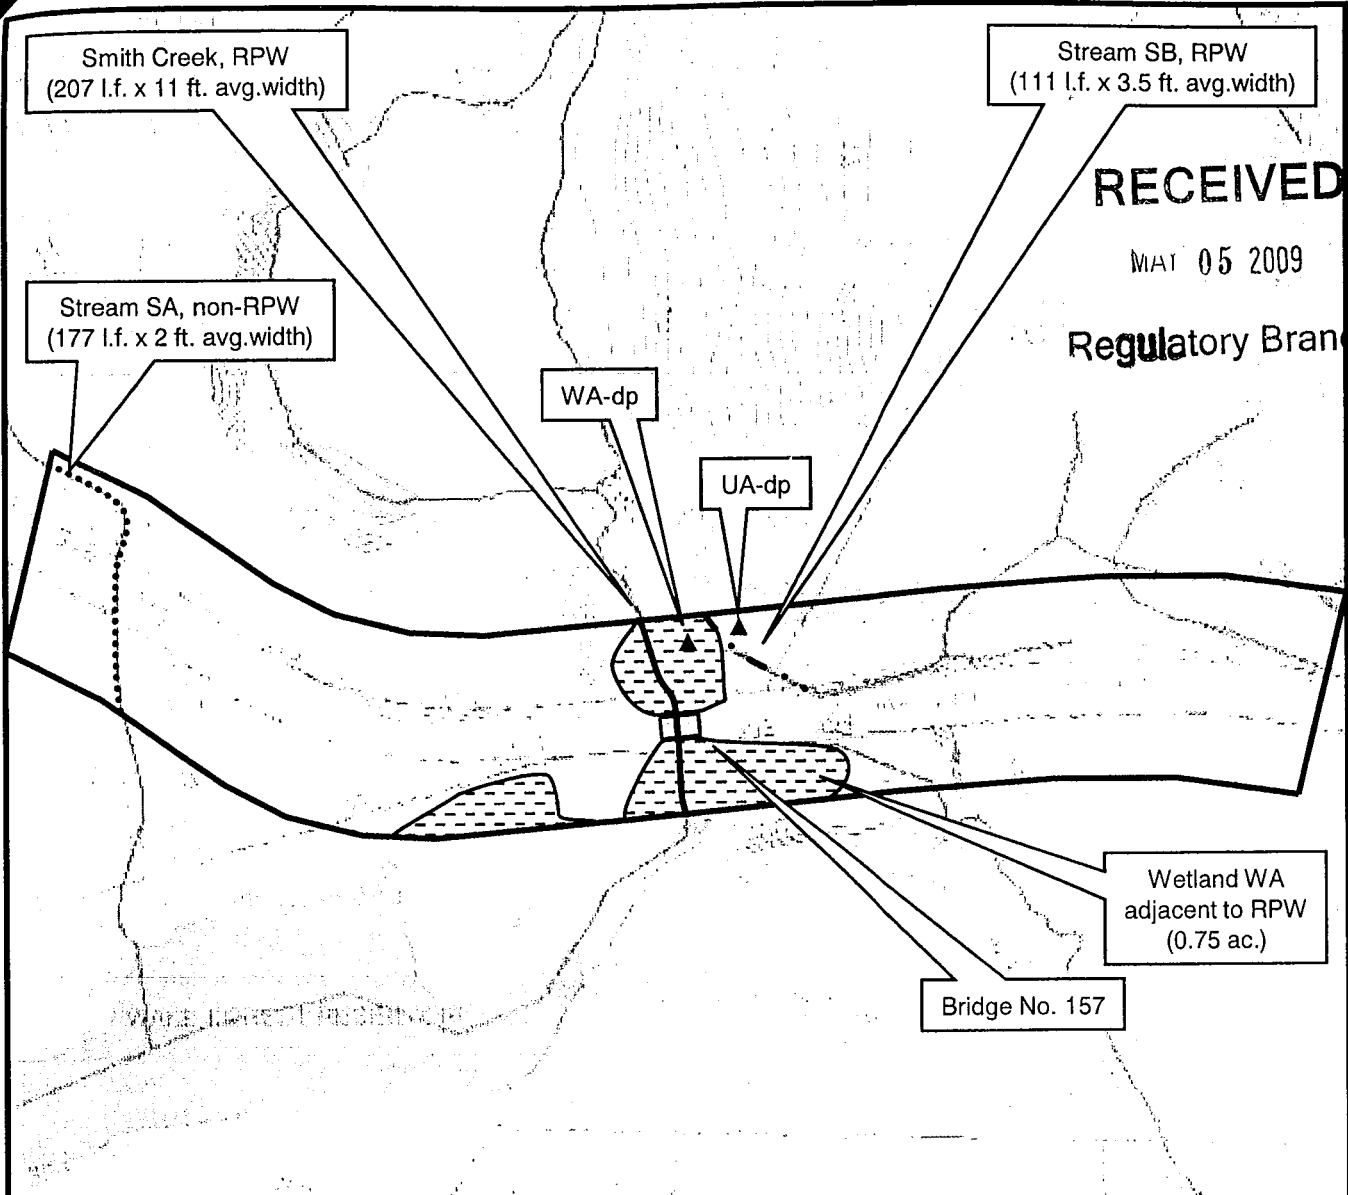 Smith Creek, RPW
(207 l.f. x 11 ft. avg.width)
Stream SB, RPW
(111 l.f. x 3.5 ft. avg.width)
RECEIVED
05 2009
Regulatory Bran
Stream SA, non-RPW
(177 l.f. x 2 ft. avg.width)
WA-dp
UA-dp
Wetland WA
adjacent to RPW
(0.75 ac.)
Bridge No. 157